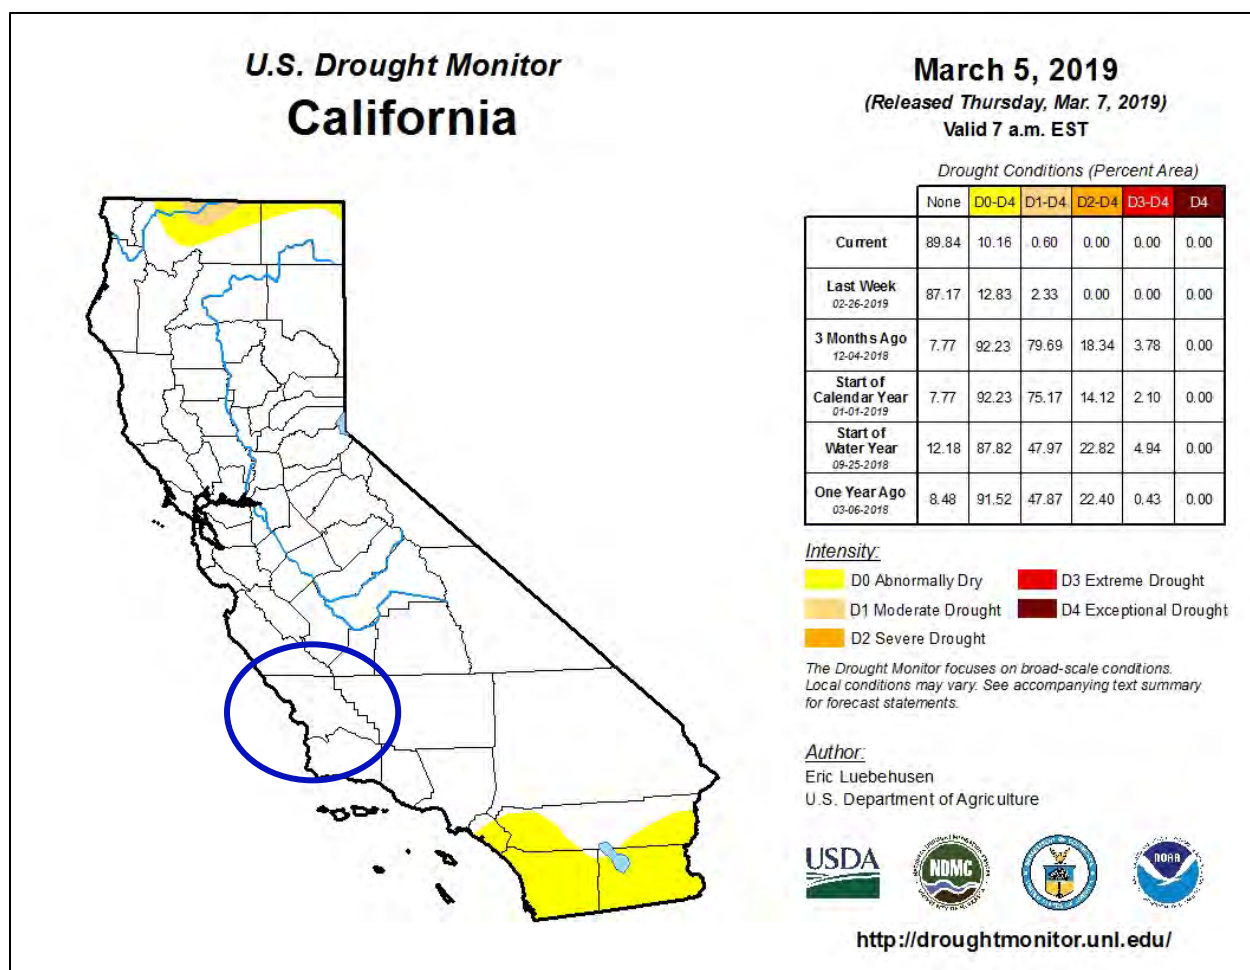 U.S. Drought Monitor
California
March 5, 2019
(Released Thursday, Mar. 7, 2019)
Valid 7 a.m. EST
Drought Conditions (Percent Area)
None D0-D4 D1-D4 D2-D4 D3-D4 D4
Current 89.84 10.16 0.60 0.00 0.00 0.00
Last Week
02-26-2019 87.17 12.83 2.33 0.00 0.00 0.00
3 Months Ago
12-04-2018 7.77 92.23 79.69 18.34 3.78 0.00
Start of
Calendar Year
01-01-2019 7.77 92.23 75.17 14.12 2.10 0.00
Start of
Water Year
09-25-2018 12.18 87.82 47.97 22.82 4.94 0.00
One Year Ago
03-06-2018 8.48 91.52 47.87 22.40 0.43 0.00
Intensity:
D0 Abnormally Dry
D1 Moderate Drought
D2 Severe Drought
D3 Extreme Drought
D4 Exceptional Drought
The Drought Monitor focuses on broad-scale conditions.
Local conditions may vary. See accompanying text summary
for forecast statements.
Author:
Eric Luebehusen
U.S. Department of Agriculture
USDA
NDMC
NOAA
http://droughtmonitor.unl.edu/